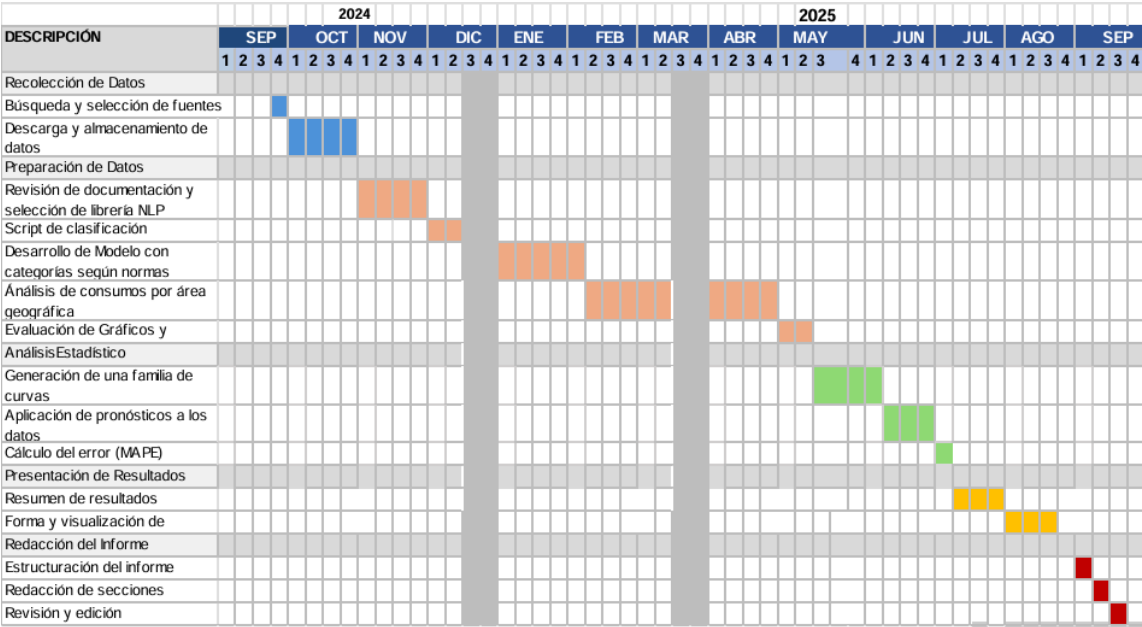 2024 2025
DESCRIPCIÓN SEP OCT NOV DIC ENE FEB MAR ABR MAY JUN JUL AGO SEP
1 2 3 4 1 2 3 4 1 2 3 4 1 2 3 4 1 2 3 4 1 2 3 4 1 2 3 4 1 2 3 4 1 2 3 4 1 2 3 4 1 2 3 4 1 2 3 4 1 2 3 4
Recolección de Datos
Búsqueda y selección de fuentes
Descarga y almacenamiento de
datos
Preparación de Datos
Revisión de documentación y
selección de librería NLP
Script de clasificación
Desarrollo de Modelo con
categorías según normas
Ánálisis de consumos por área
geográfica
Evaluación de Gráficos y
AnálisisEstadístico
Generación de una familia de
curvas
Aplicación de pronósticos a los
datos
Cálculo del error (MAPE)
Presentación de Resultados
Resumen de resultados
Forma y visualización de
Redacción del Informe
Estructuración del informe
Redacción de secciones
Revisión y edición